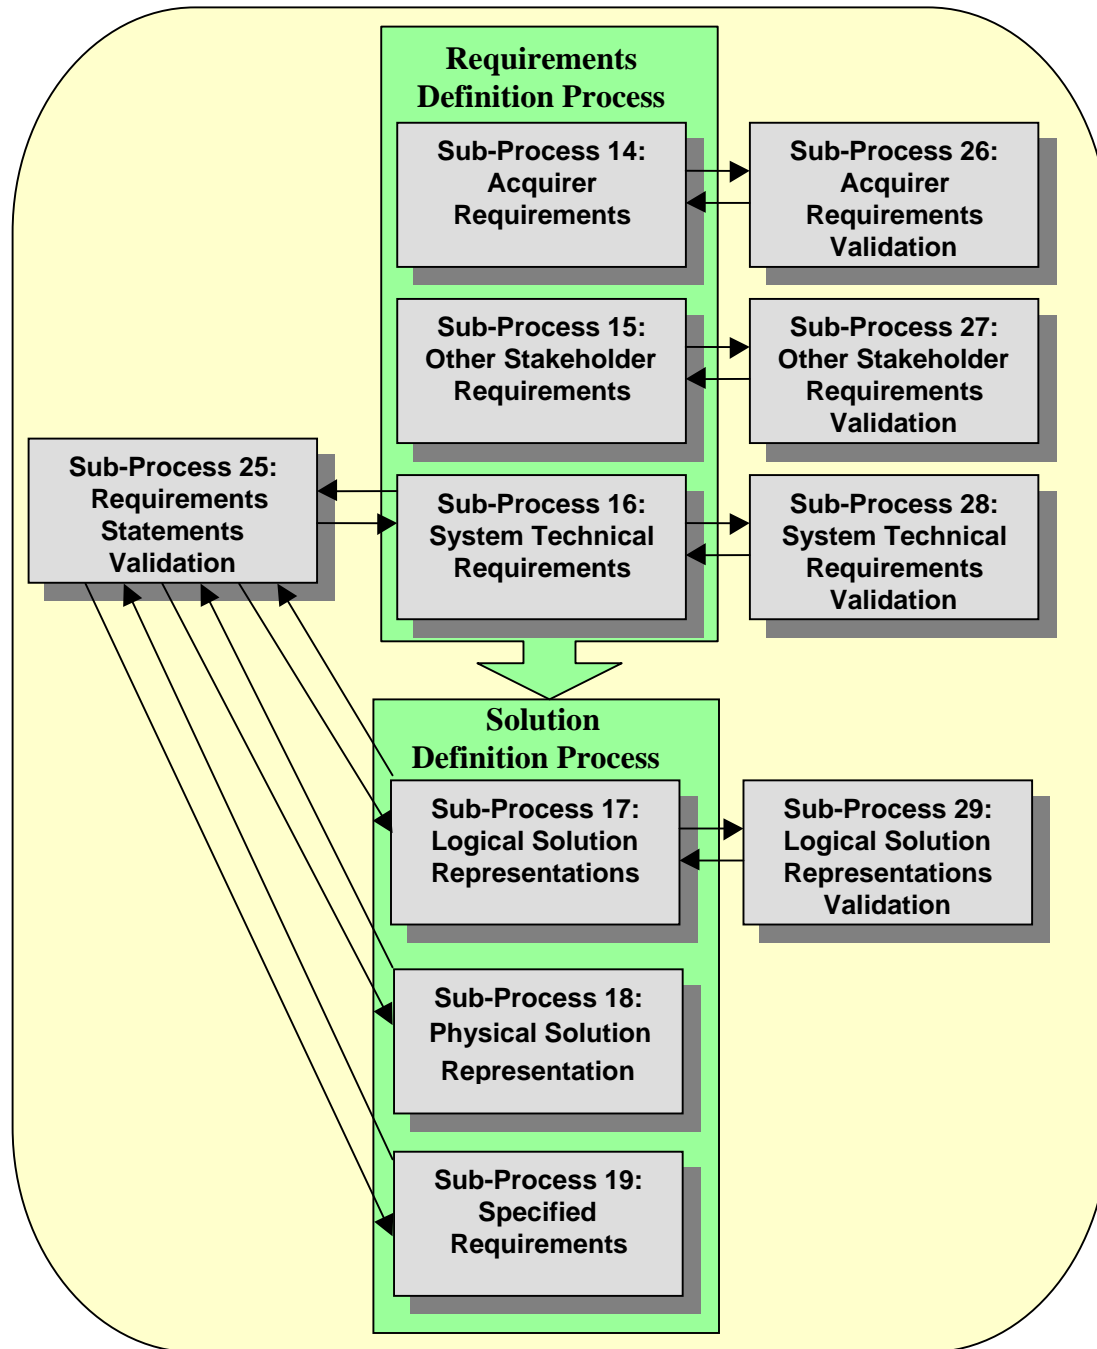 Requirements
Definition Process
Sub-Process 14:
Acquirer
Requirements
Sub-Process 26:
Acquirer
Requirements
Validation
Sub-Process 15:
Other Stakeholder
Requirements
Sub-Process 27:
Other Stakeholder
Requirements
Validation
Sub-Process 25:
Requirements
Statements
Validation
Sub-Process 16:
System Technical
Requirements
Sub-Process 28:
System Technical
Requirements
Validation
Solution
Definition Process
Sub-Process 17:
Logical Solution
Representations
Sub-Process 29:
Logical Solution
Representations
Validation
Sub-Process 18:
Physical Solution
Representation
Sub-Process 19:
Specified
Requirements